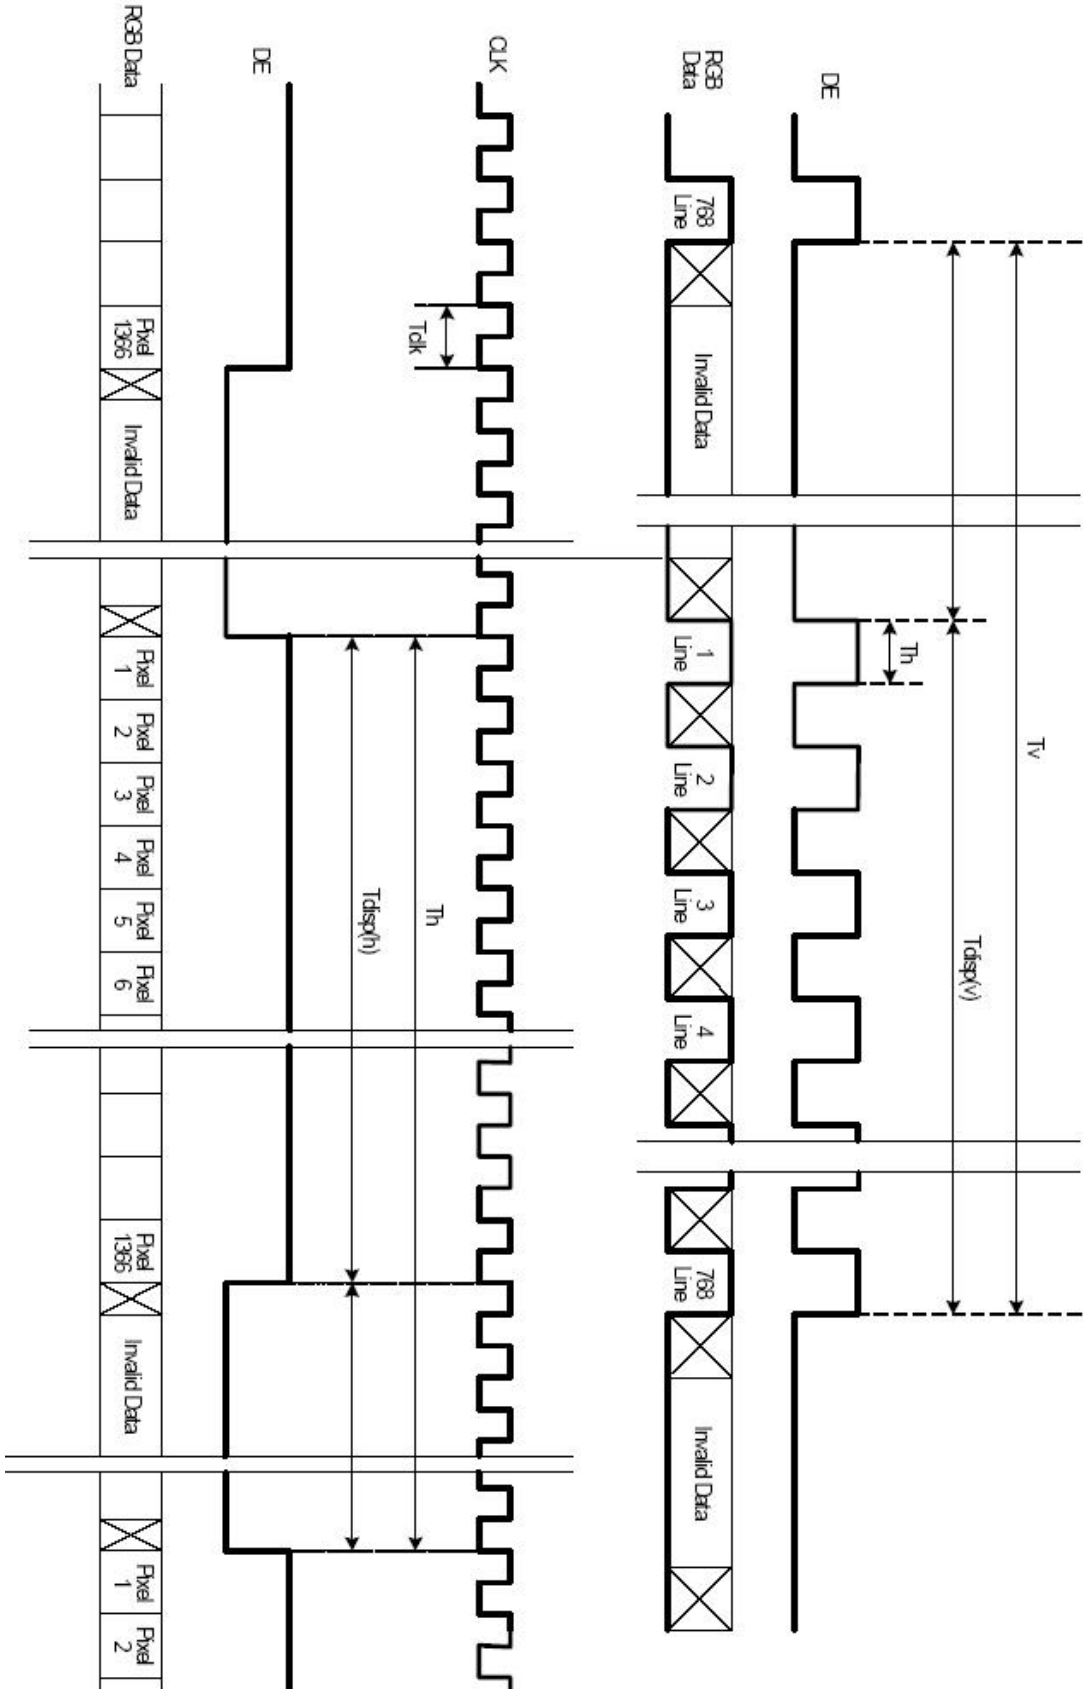 Tv
Tdisp(v)
Th
DE
RGB
Data
768
Line
Invalid Data
1
Line
2
Line
3
Line
4
Line
768
Line
Invalid Data
CLK
Tclk
Th
Tdisp(h)
DE
RGB Data
Pixel
1366
Invalid Data
Pixel
1
Pixel
2
Pixel
3
Pixel
4
Pixel
5
Pixel
6
Pixel
1366
Invalid Data
Pixel
1
Pixel
2